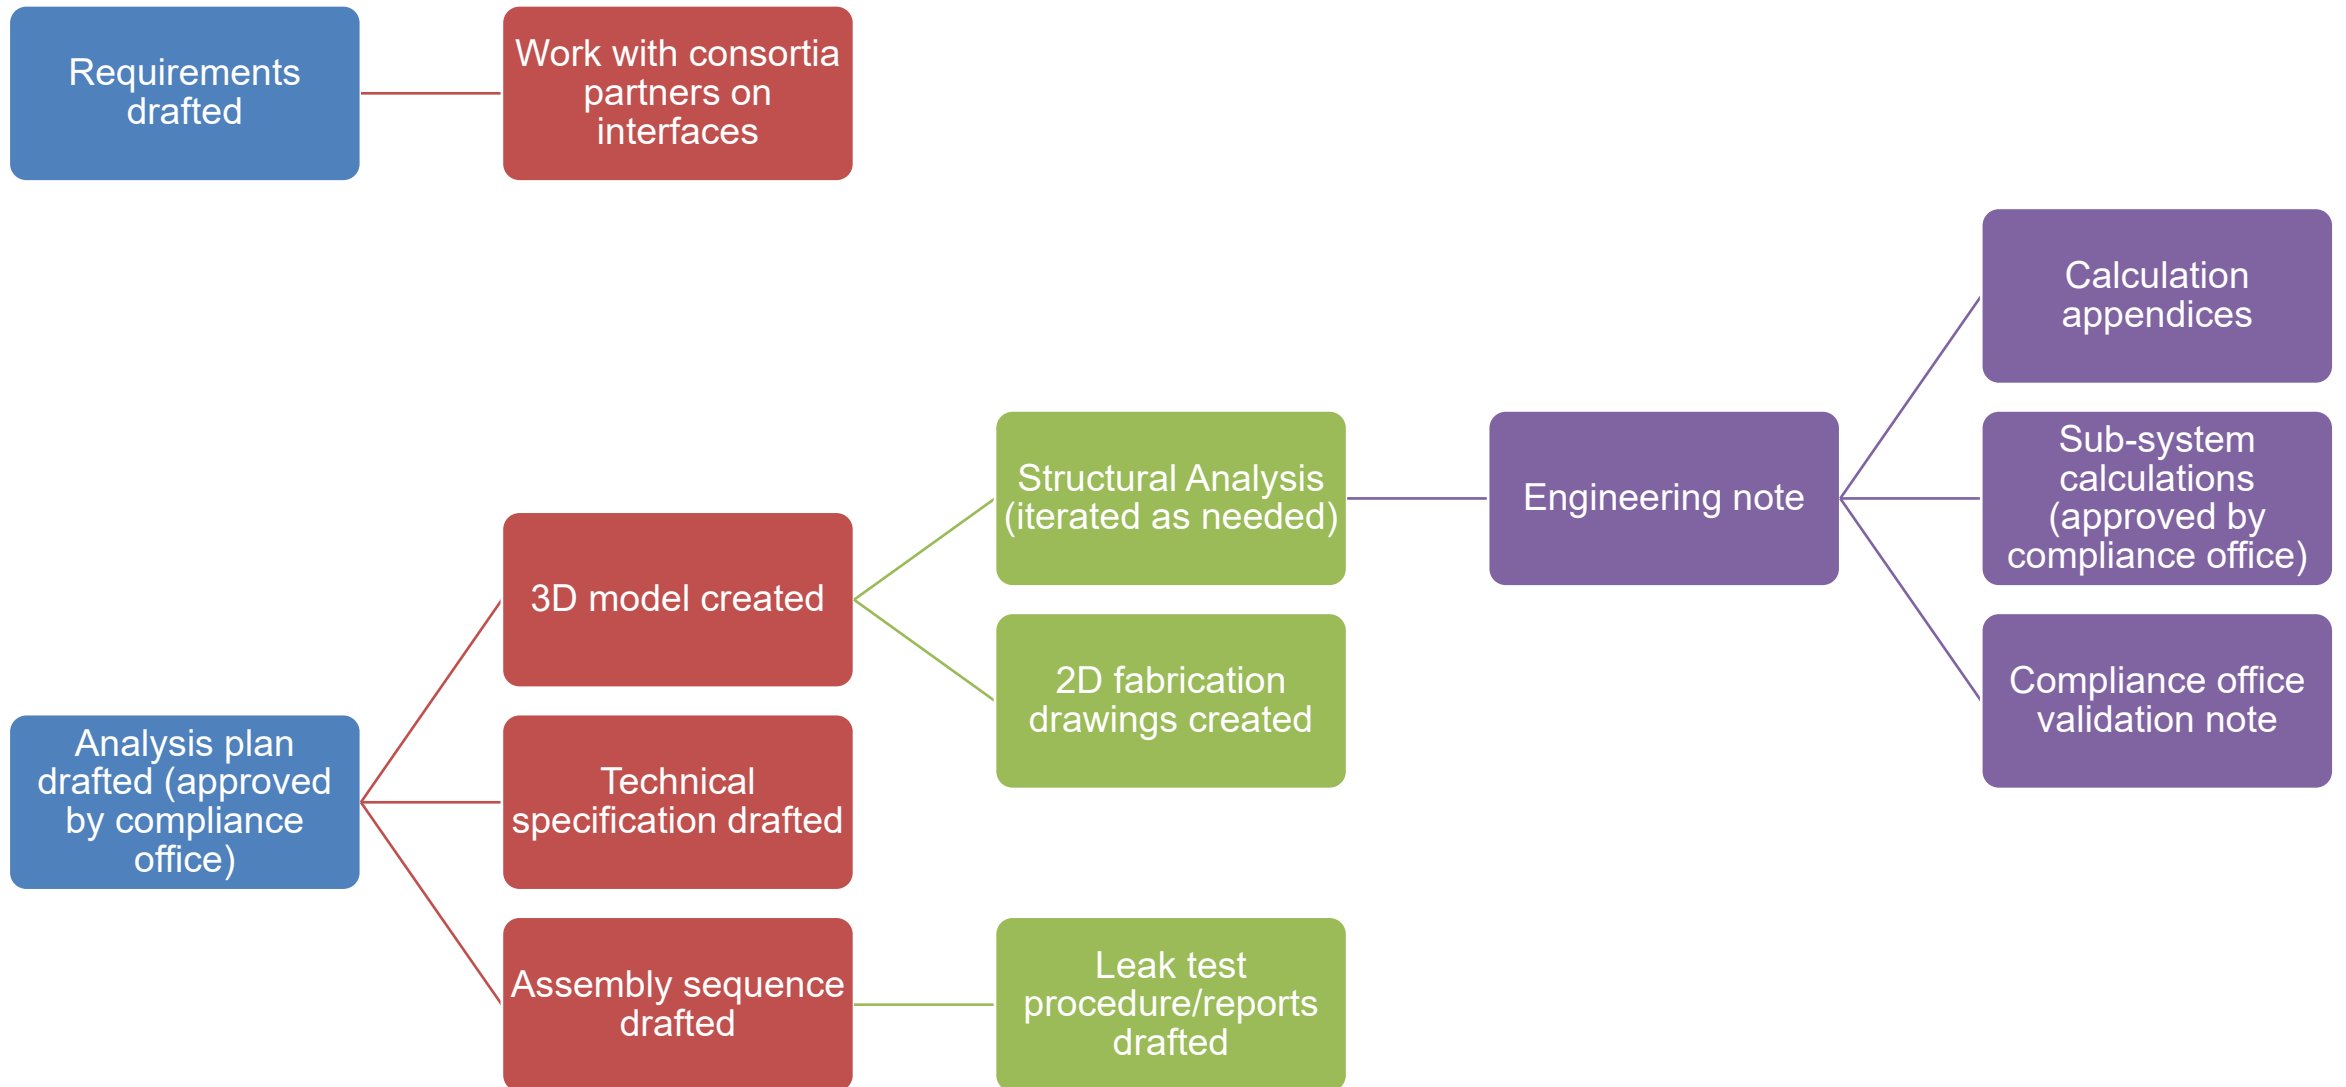 Requirements
drafted
Work with consortia
partners on
interfaces
Analysis plan
drafted (approved
by compliance
office)
3D model created
Technical
specification drafted
Assembly sequence
drafted
Structural Analysis
(iterated as needed)
2D fabrication
drawings created
Leak test
procedure/reports
drafted
Engineering note
Calculation
appendices
Sub-system
calculations
(approved by
compliance office)
Compliance office
validation note